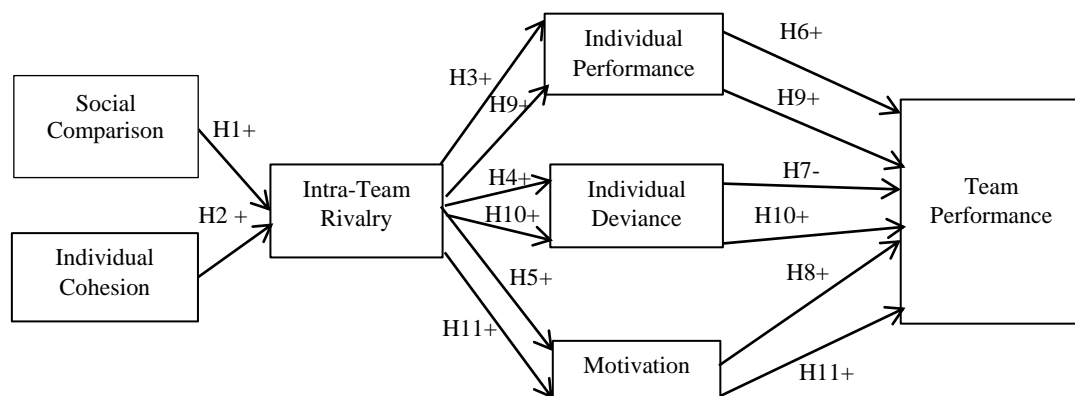 Social
Comparison
Individual
Cohesion
H1+
H2 +
Intra-Team
Rivalry
H3+
H9+
H4+
H10+
H5+
H11+
Individual
Performance
Individual
Deviance
Motivation
H6+
H9+
H7-
H10+
H8+
H11+
Team
Performance